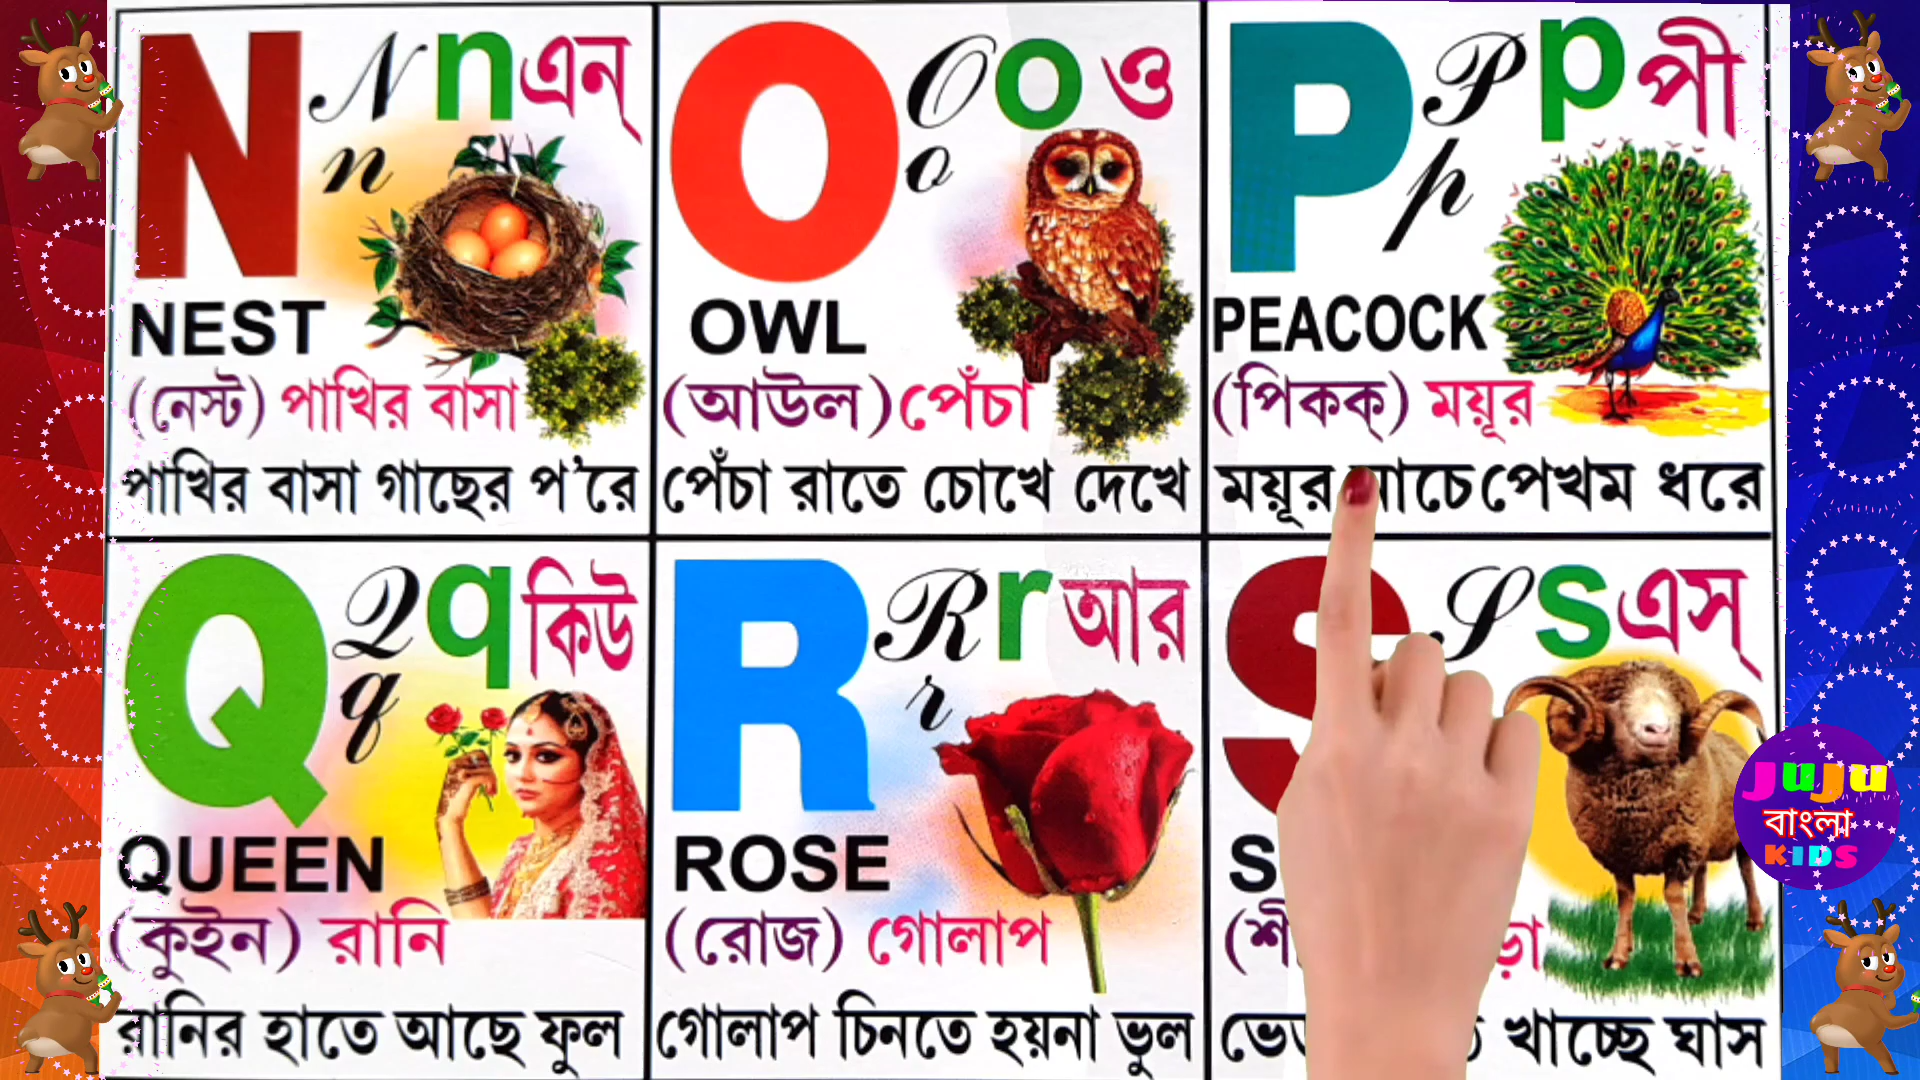 N N n এন্
n
NEST
(নেস্ট) পাখির বাসা
পাখির বাসা গাছের প'রে
O O o ও
o
OWL
(আউল) পেঁচা
পেঁচা রাতে চোখে দেখে
P P p পী
p
PEACOCK
(পিকক্) ময়ূর
ময়ূর পেখম ধরে
Q Q q কিউ
q
QUEEN
(কুইন) রানি
রানির হাতে আছে ফুল
R R r আর
r
ROSE
(রোজ) গোলাপ
গোলাপ চিনতে হয়না ভুল
S S s এস্
খাচ্ছে ঘাস
JUJU
বাংলা
KIDS